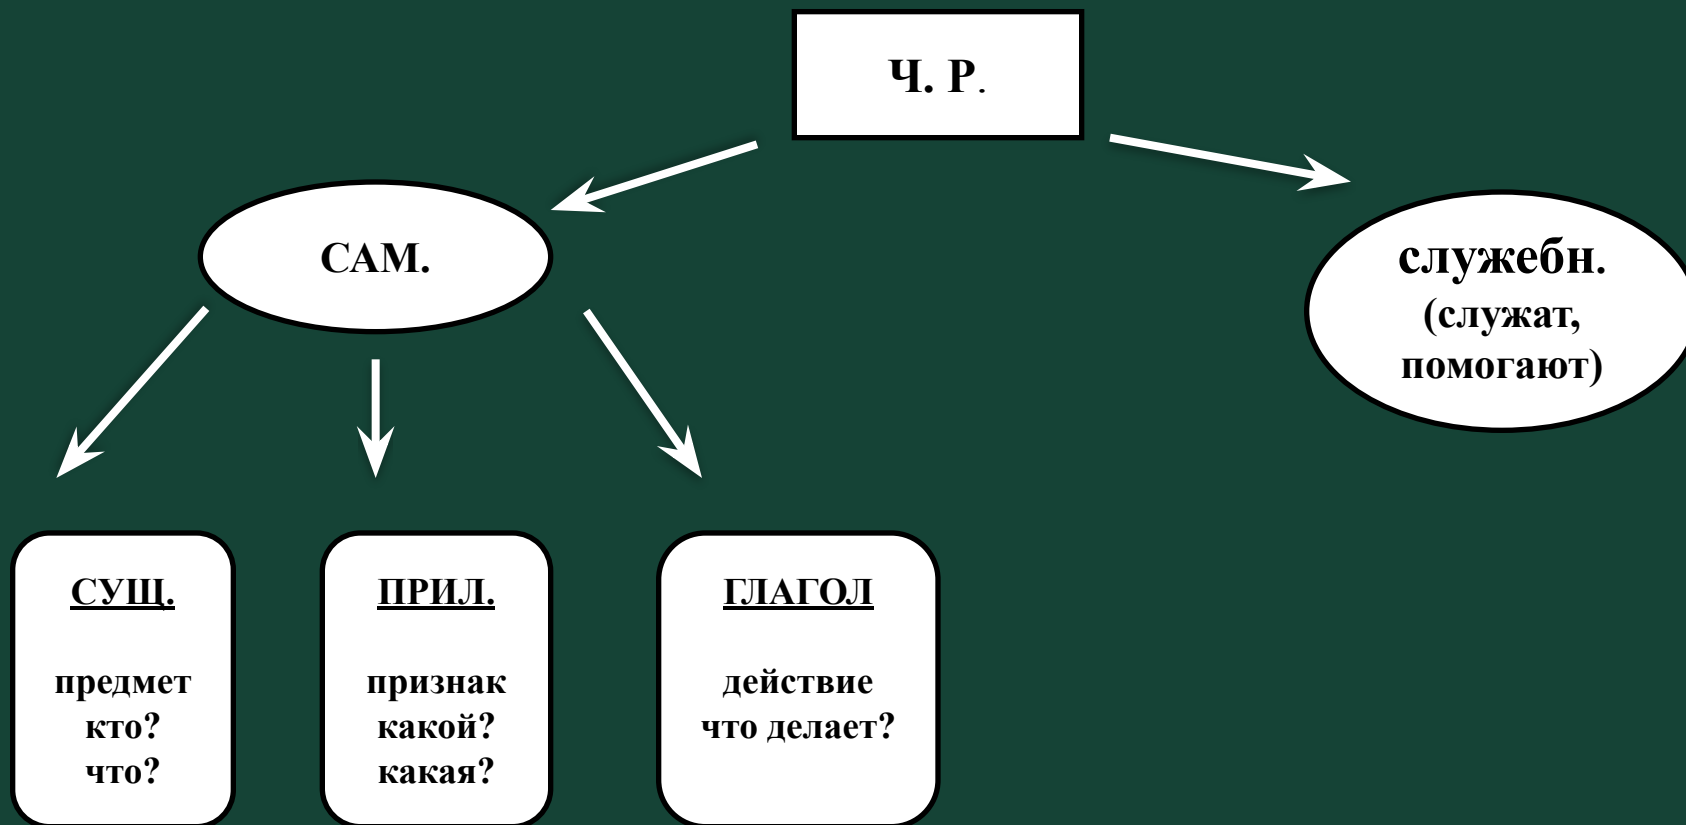 Ч. Р.
САМ.
служебн.
(служат,
помогают)
СУЩ.
предмет
кто?
что?
ПРИЛ.
признак
какой?
какая?
ГЛАГОЛ
действие
что делает?